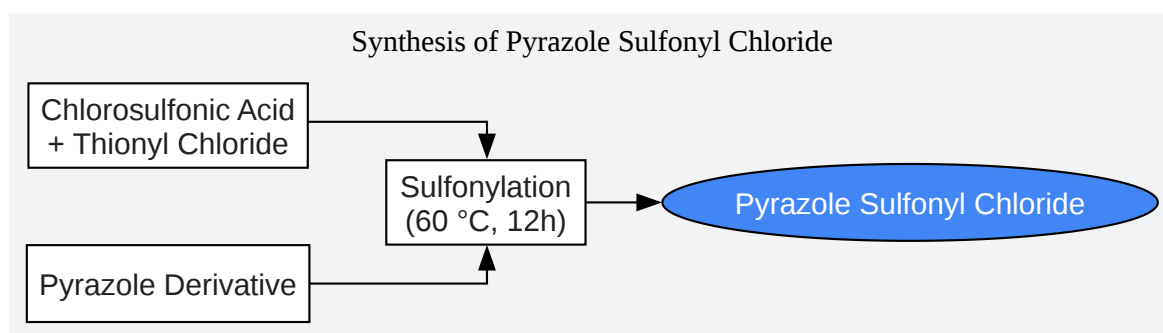 Synthesis of Pyrazole Sulfonyl Chloride
Chlorosulfonic Acid
+ Thionyl Chloride
Sulfonylation
(60 °C, 12h)
Pyrazole Sulfonyl Chloride
Pyrazole Derivative